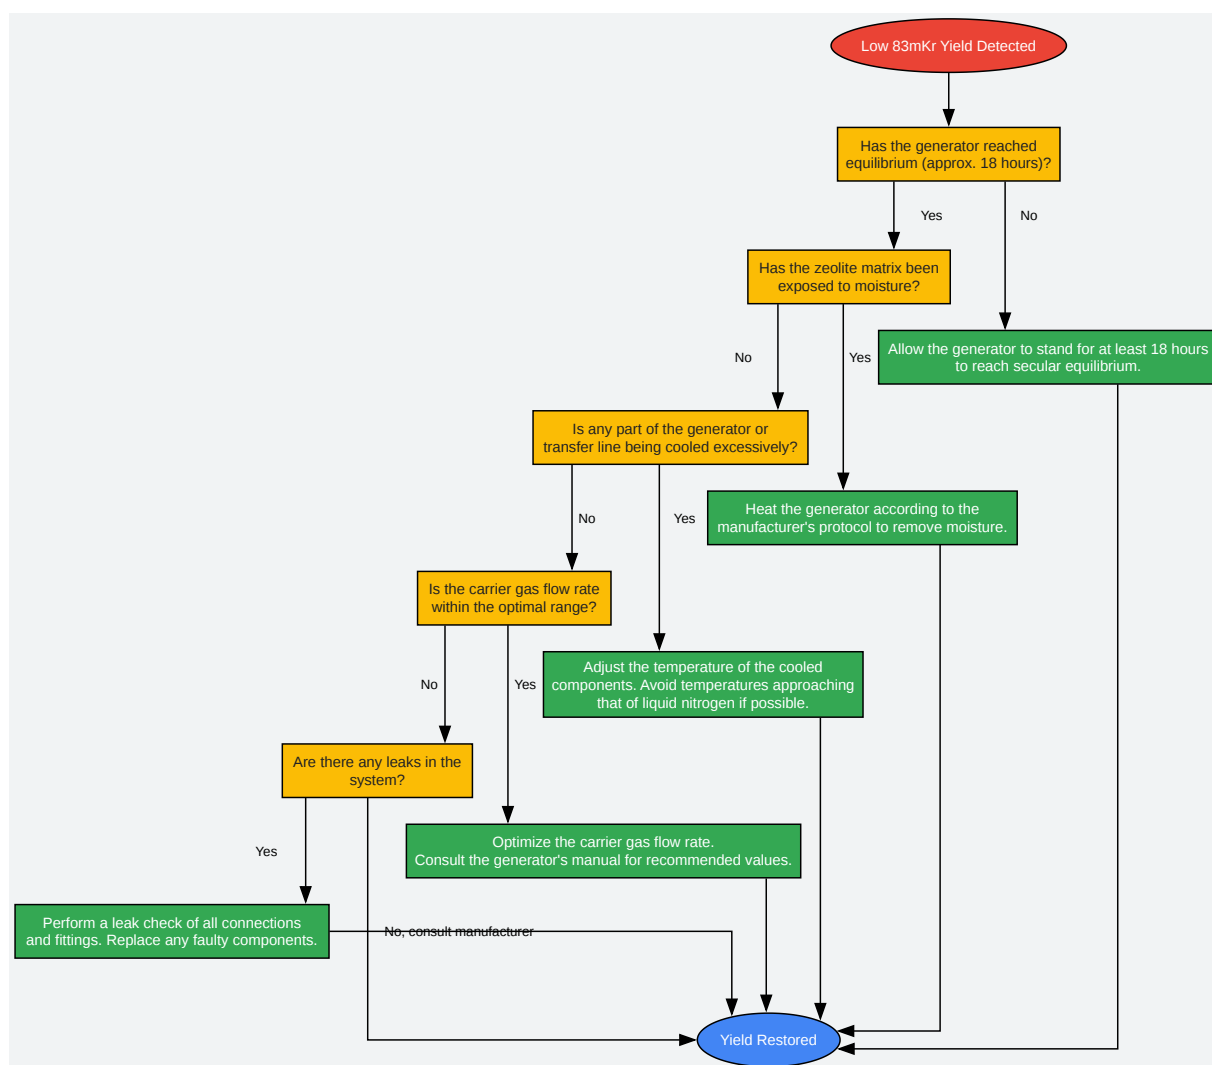 Low 83mKr Yield Detected
Has the generator reached
equilibrium (approx. 18 hours)?
Yes
No
Has the zeolite matrix been
exposed to moisture?
No
Yes
Allow the generator to stand for at least 18 hours
to reach secular equilibrium.
Is any part of the generator or
transfer line being cooled excessively?
No
Yes
Heat the generator according to the
manufacturer's protocol to remove moisture.
Is the carrier gas flow rate
within the optimal range?
No
Yes
Adjust the temperature of the cooled
components. Avoid temperatures approaching
that of liquid nitrogen if possible.
Are there any leaks in the
system?
Yes
Optimize the carrier gas flow rate.
Consult the generator's manual for recommended values.
Perform a leak check of all connections
and fittings. Replace any faulty components.
No, consult manufacturer
Yield Restored